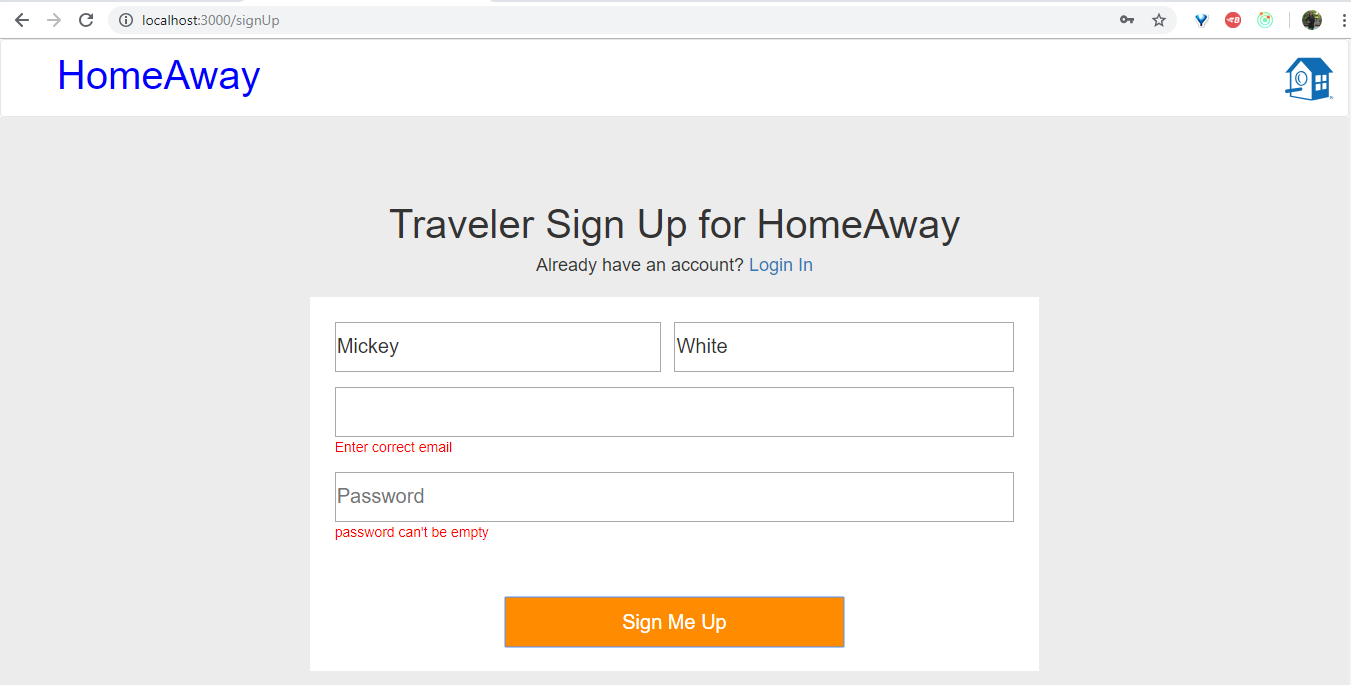 localhost:3000/signUp
HomeAway
Traveler Sign Up for HomeAway
Already have an account? Login In
Mickey White
Enter correct email
Password
password can't be empty
Sign Me Up